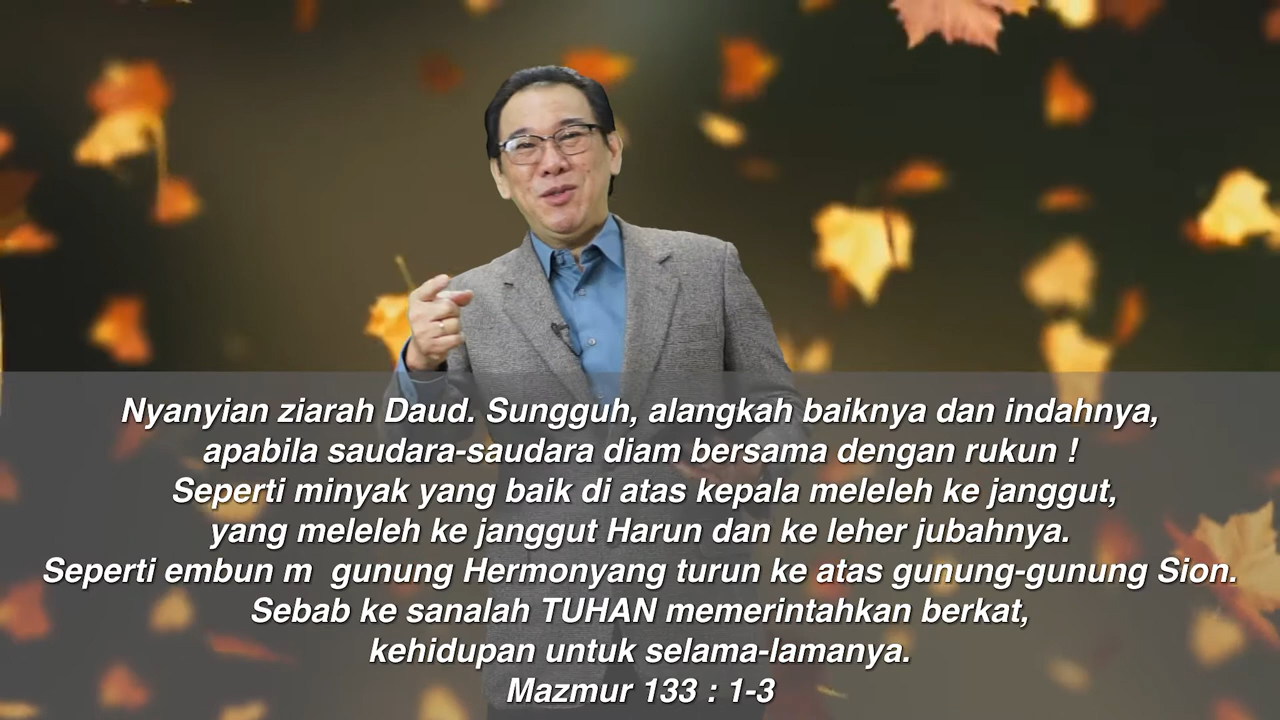 Nyanyian ziarah Daud. Sungguh, alangkah baiknya dan indahnya,
apabila saudara-saudara diam bersama dengan rukun !
Seperti minyak yang baik di atas kepala meleleh ke janggut,
yang meleleh ke janggut Harun dan ke leher jubahnya.
Seperti embun m  gunung Hermonyang turun ke atas gunung-gunung Sion.
Sebab ke sanalah TUHAN memerintahkan berkat,
kehidupan untuk selama-lamanya.
Mazmur 133 : 1-3